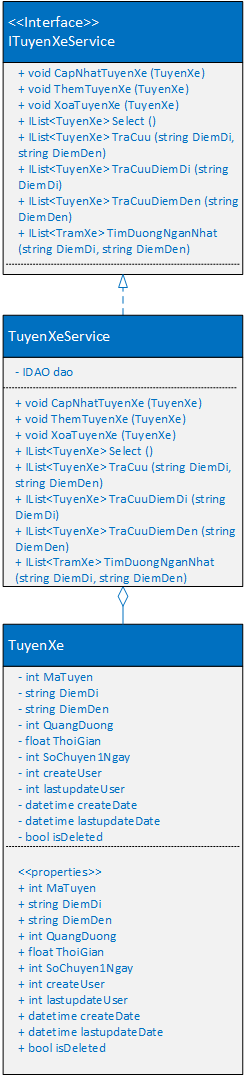 <<Interface>>
ITuyenXeService
+ void CapNhatTuyenXe (TuyenXe)
+ void ThemTuyenXe (TuyenXe)
+ void XoaTuyenXe (TuyenXe)
+ IList<TuyenXe> Select ()
+ IList<TuyenXe> TraCuu (string DiemDi,
string DiemDen)
+ IList<TuyenXe> TraCuuDiemDi (string
DiemDi)
+ IList<TuyenXe> TraCuuDiemDen (string
DiemDen)
+ IList<TramXe> TimDuongNganNhat
(string DiemDi, string DiemDen)
TuyenXeService
- IDAO dao
+ void CapNhatTuyenXe (TuyenXe)
+ void ThemTuyenXe (TuyenXe)
+ void XoaTuyenXe (TuyenXe)
+ IList<TuyenXe> Select ()
+ IList<TuyenXe> TraCuu (string DiemDi,
string DiemDen)
+ IList<TuyenXe> TraCuuDiemDi (string
DiemDi)
+ IList<TuyenXe> TraCuuDiemDen (string
DiemDen)
+ IList<TramXe> TimDuongNganNhat
(string DiemDi, string DiemDen)
TuyenXe
- int MaTuyen
- string DiemDi
- string DiemDen
- int QuangDuong
- float ThoiGian
- int SoChuyen1Ngay
- int createUser
- int lastupdateUser
- datetime createDate
- datetime lastupdateDate
- bool isDeleted
<<properties>>
+ int MaTuyen
+ string DiemDi
+ string DiemDen
+ int QuangDuong
+ float ThoiGian
+ int SoChuyen1Ngay
+ int createUser
+ int lastupdateUser
+ datetime createDate
+ datetime lastupdateDate
+ bool isDeleted